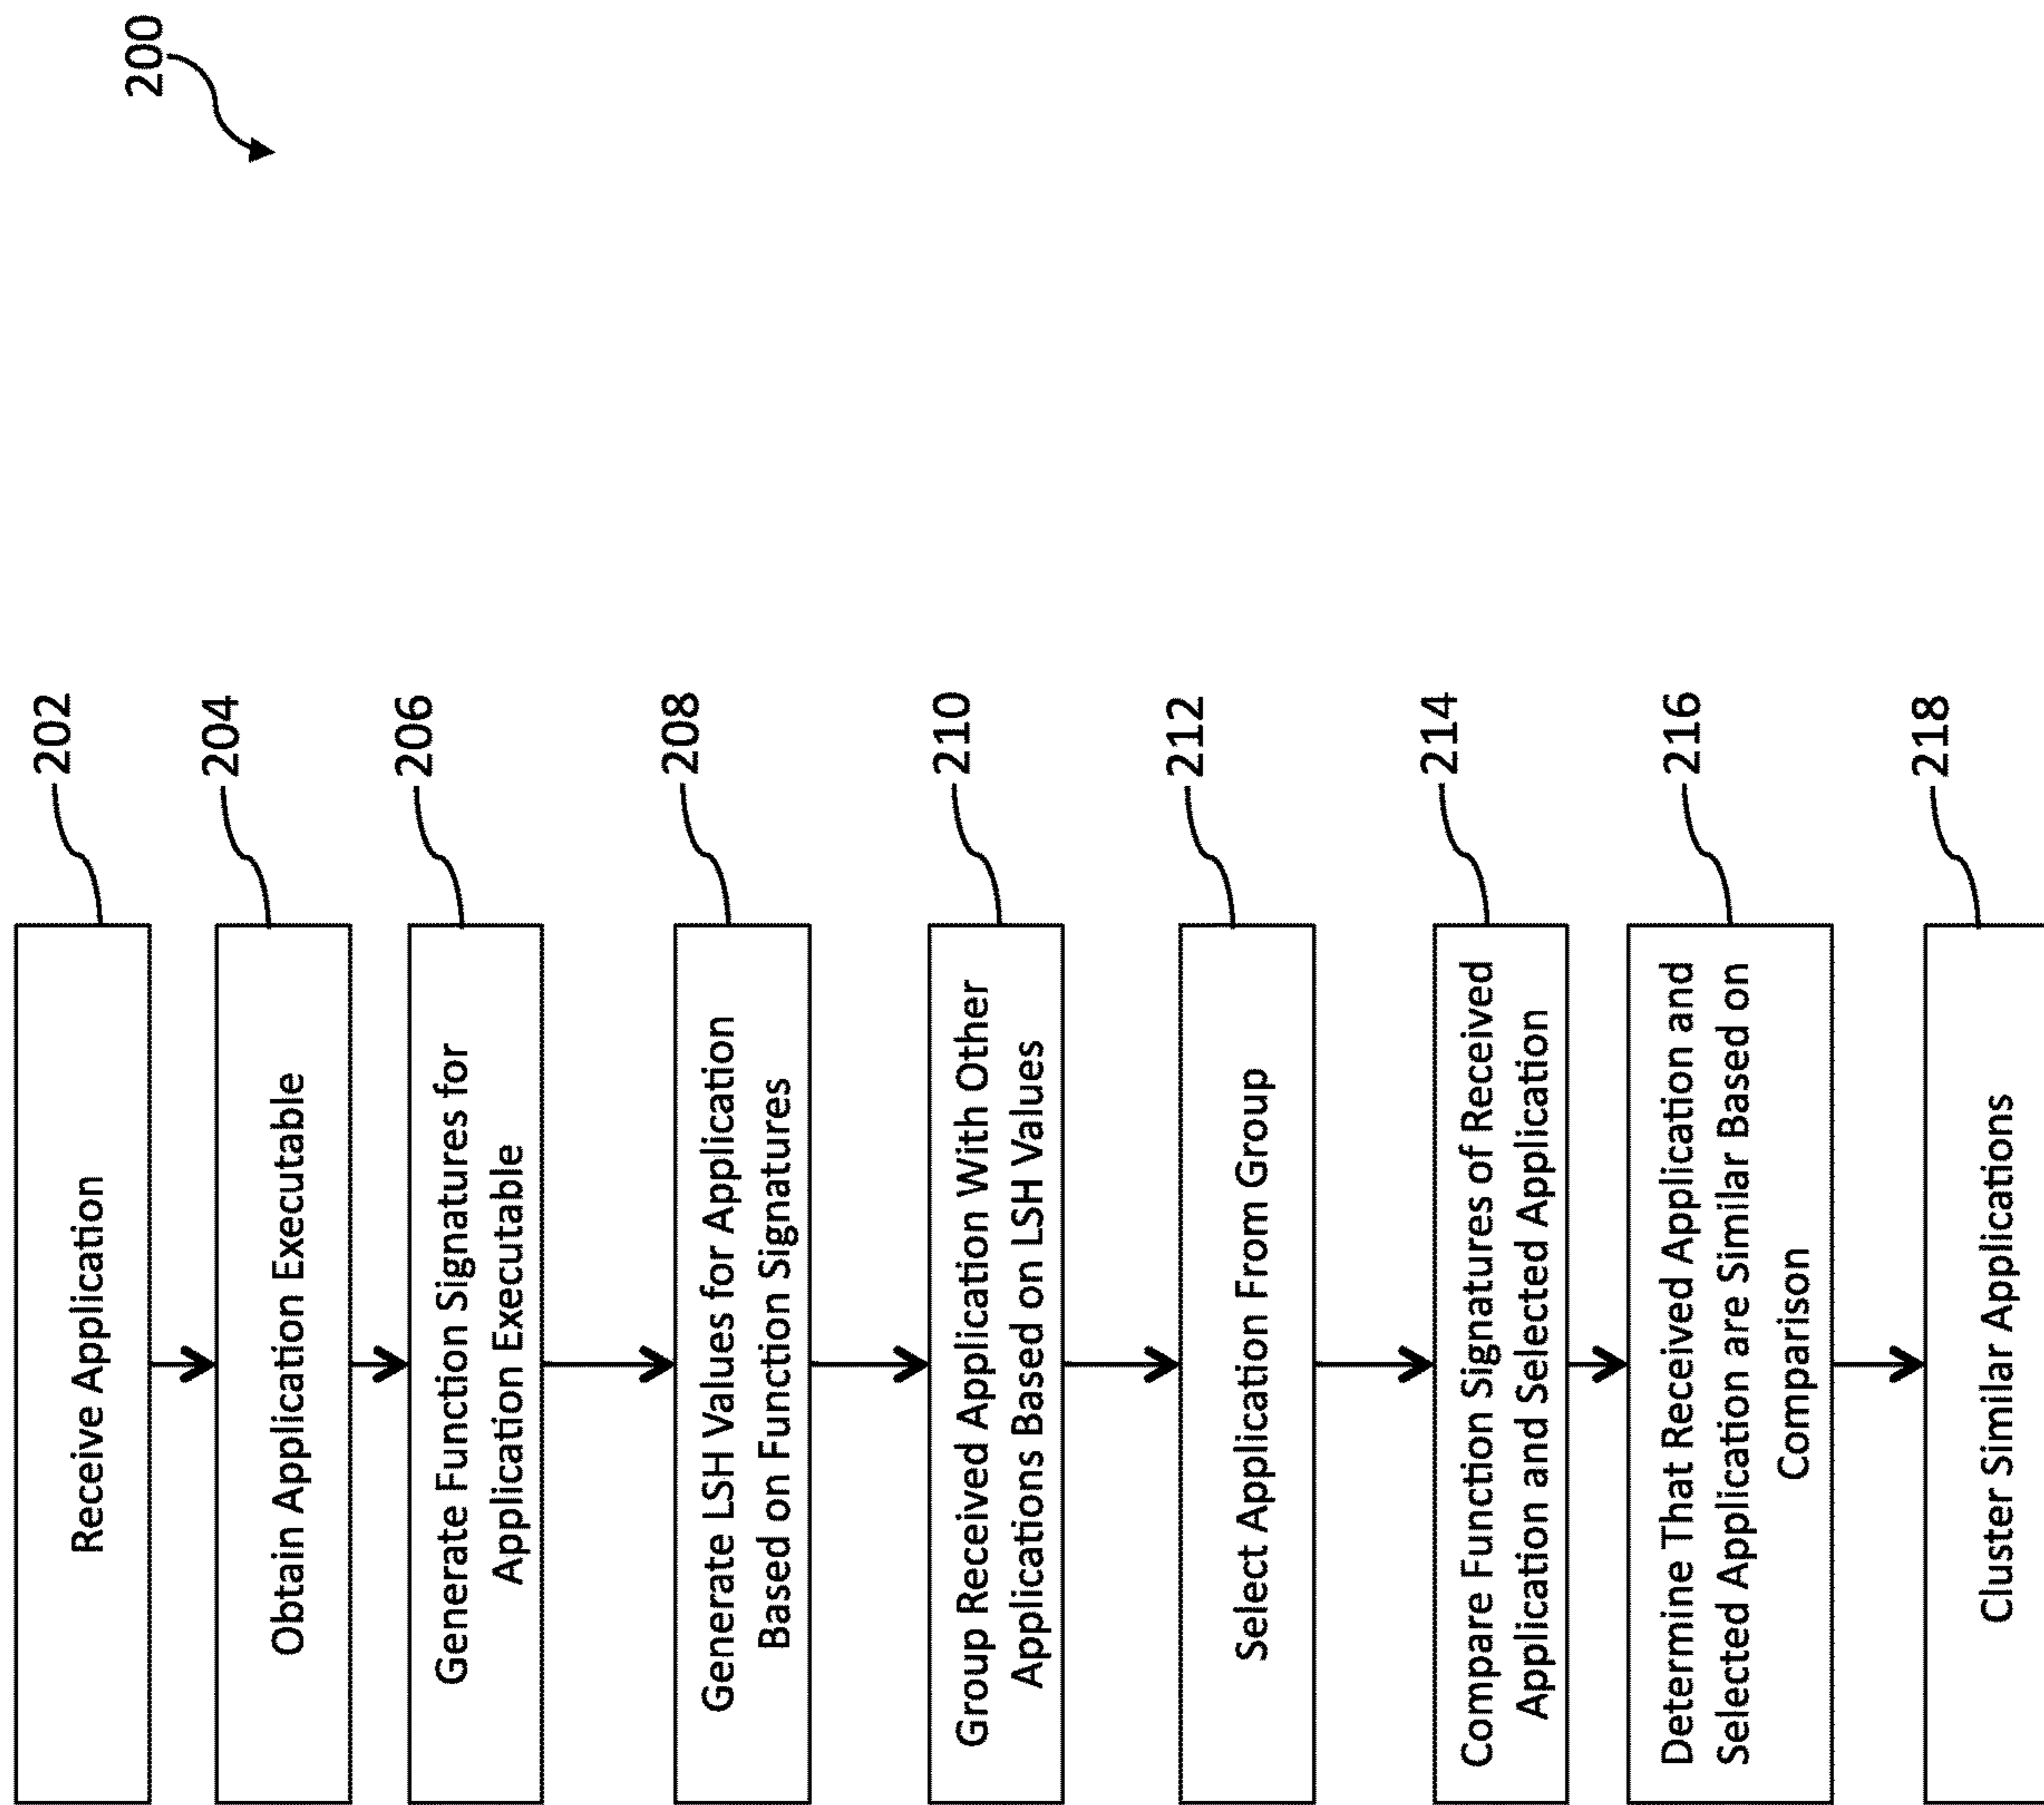 200
202
Receive Application
204
Obtain Application Executable
206
Generate Function Signatures for
Application Executable
208
Generate LSH Values for Application
Based on Function Signatures
210
Group Received Application With Other
Applications Based on LSH Values
212
Select Application From Group
214
Compare Function Signatures of Received
Application and Selected Application
216
Determine That Received Application and
Selected Application are Similar Based on
Comparison
218
Cluster Similar Applications